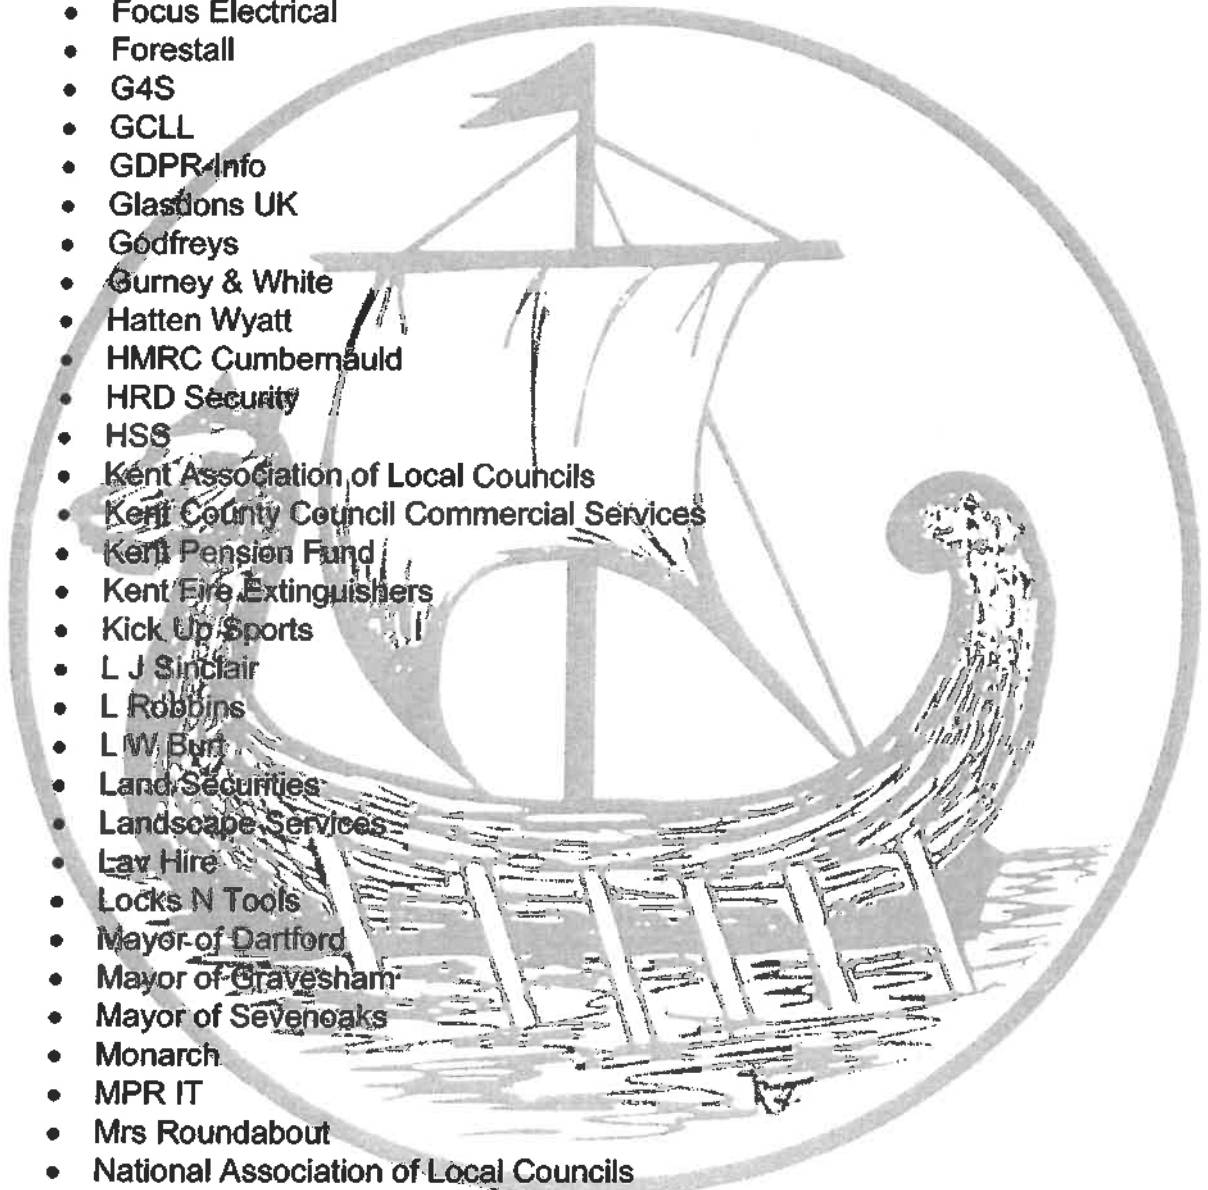 • Focus Electrical
• Forestall
• G4S
• GCLL
• GDPR-Info
• Glasdons UK
• Godfreys
• Gurney & White
• Hatten Wyatt
• HMRC Cumbernauld
• HRD Security
• HSS
• Kent Association of Local Councils
• Kent County Council Commercial Services
• Kent Pension Fund
• Kent Fire Extinguishers
• Kick Up Sports
• L J Sinclair
• L Robbins
• L W Burt
• Land Securities
• Landscape Services
• Lav Hire
• Locks N Tools
• Mayor of Dartford
• Mayor of Gravesham
• Mayor of Sevenoaks
• Monarch
• MPR IT
• Mrs Roundabout
• National Association of Local Councils